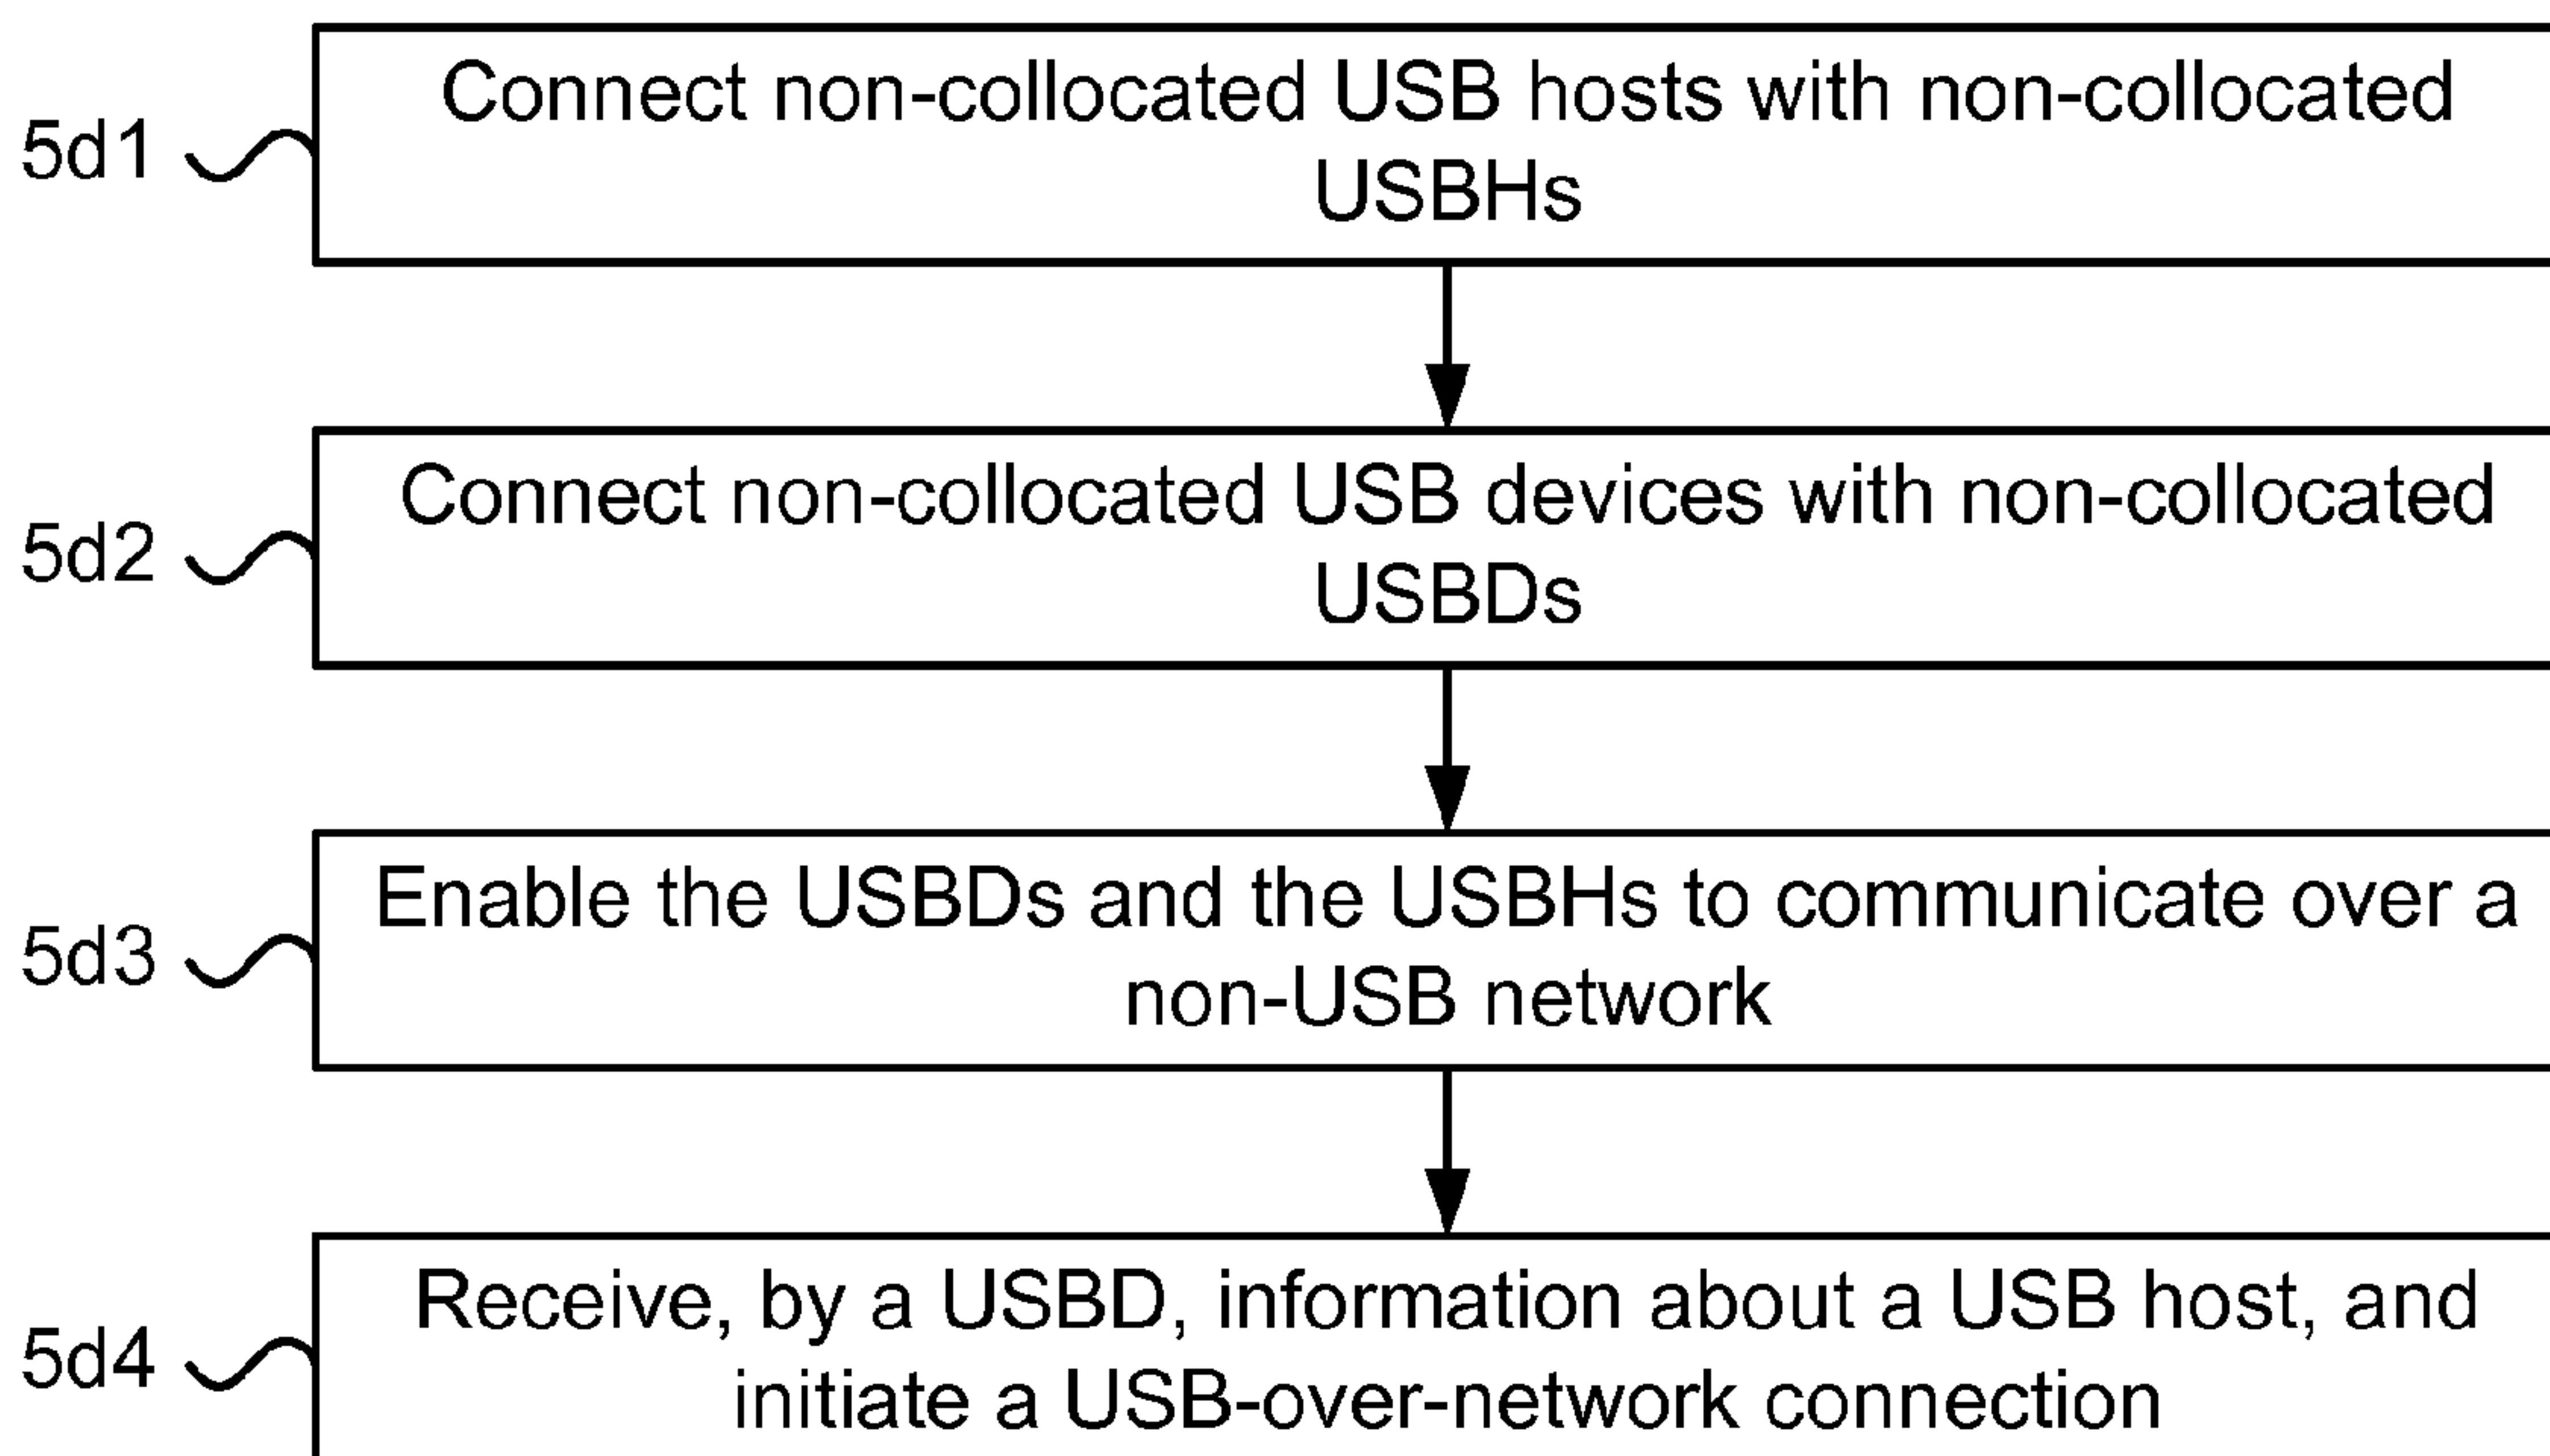 Connect non-collocated USB hosts with non-collocated
5d1
USBHs
Connect non-collocated USB devices with non-collocated
5d2
USBDs
Enable the USBDs and the USBHs to communicate over a
5d3
non-USB network
Receive, by a USBD, information about a USB host, and
5d4
initiate a USB-over-network connection